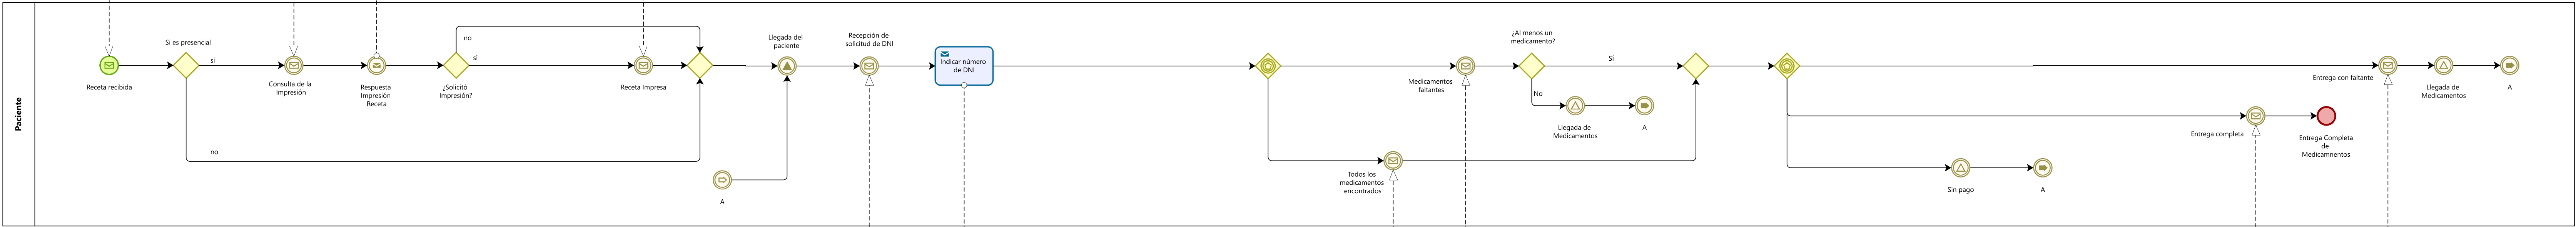 Paciente
Receta recibida
Si es presencial
si
no
Consulta de la
Impresión
Respuesta
Impresión
Receta
¿Solicitó
Impresión?
no
si
Receta Impresa
A
Llegada del
paciente
Recepción de
solicitud de DNI
Indicar número
de DNI
Todos los
medicamentos
encontrados
Medicamentos
faltantes
¿Al menos un
medicamento?
Si
No
Llegada de
Medicamentos
A
Sin pago
A
Entrega completa
Entrega Completa
de
Medicamnentos
Entrega con faltante
Llegada de
Medicamentos
A